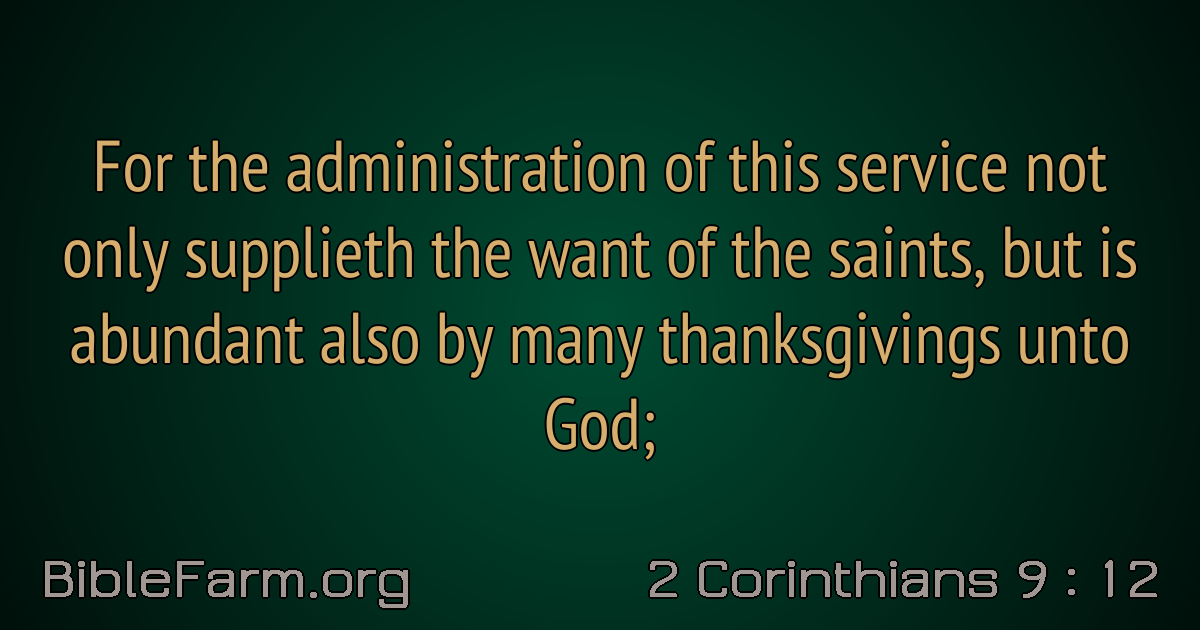 For the administration of this service not
only supplieth the want of the saints, but is
abundant also by many thanksgivings unto
God;
BibleFarm.org
2 Corinthians 9 : 12